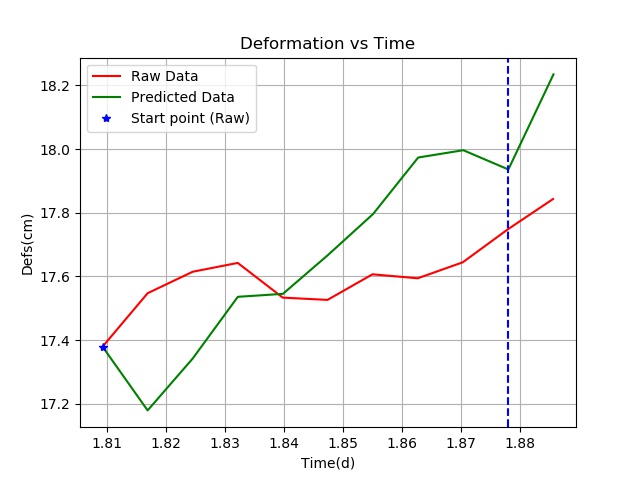 Deformation vs Time
Raw Data
Predicted Data
Start point (Raw)
18.2
18.0
17.8
17.6
17.4
17.2
Defs(cm)
1.81 1.82 1.83 1.84 1.85 1.86 1.87 1.88
Time(d)